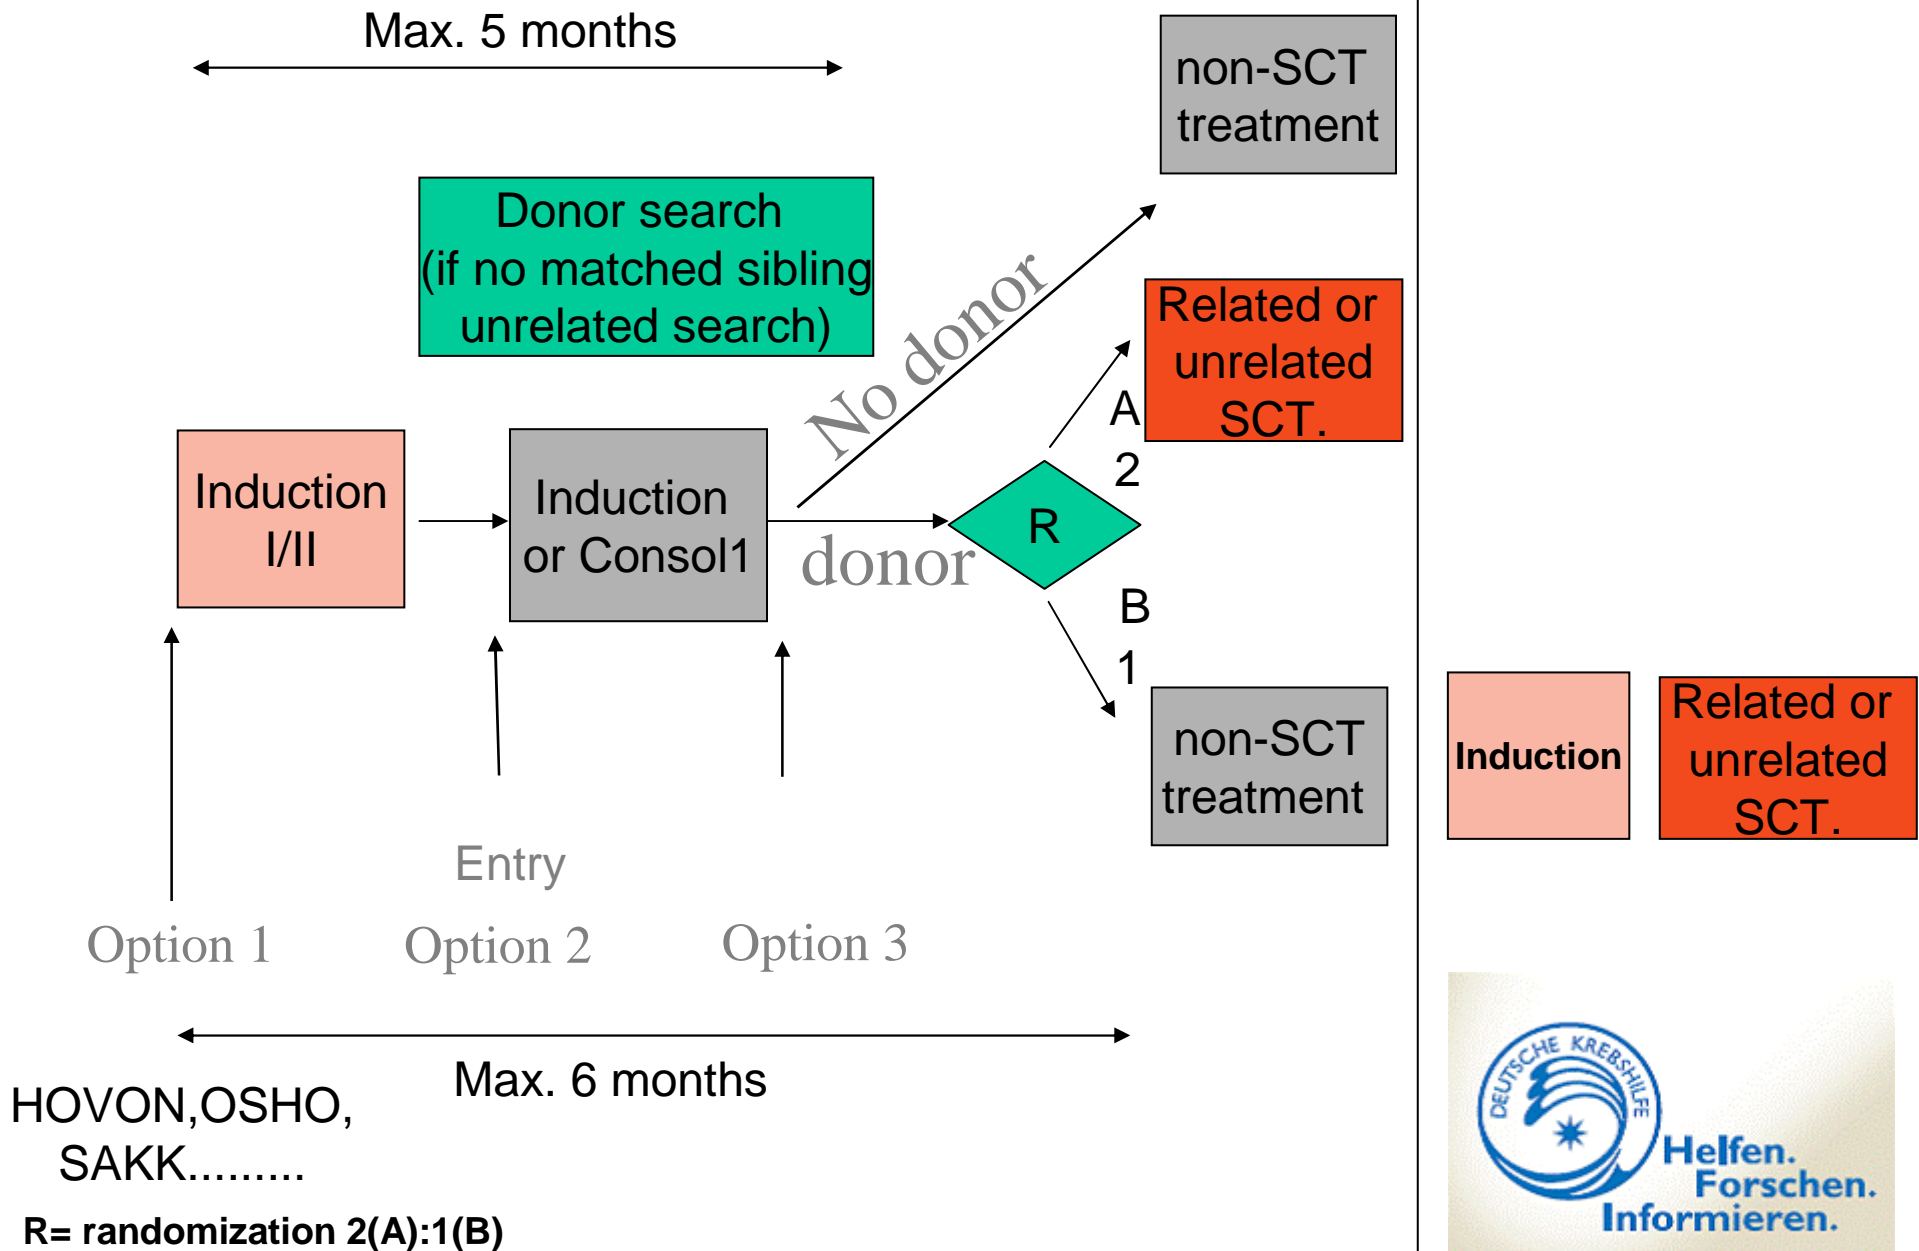 Max. 5 months
non-SCT
treatment
Donor search
(if no matched sibling
unrelated search)
No donor
Related or
unrelated
SCT.
A
2
Induction
I/II
Induction
or Consol1
donor
R
B
1
non-SCT
treatment
Induction
Related or
unrelated
SCT.
Entry
Option 1
Option 2
Option 3
Max. 6 months
HOVON,OSHO,
SAKK.........
R= randomization 2(A):1(B)
DEUTSCHE KREBSHILFE
Helfen.
Forschen.
Informieren.